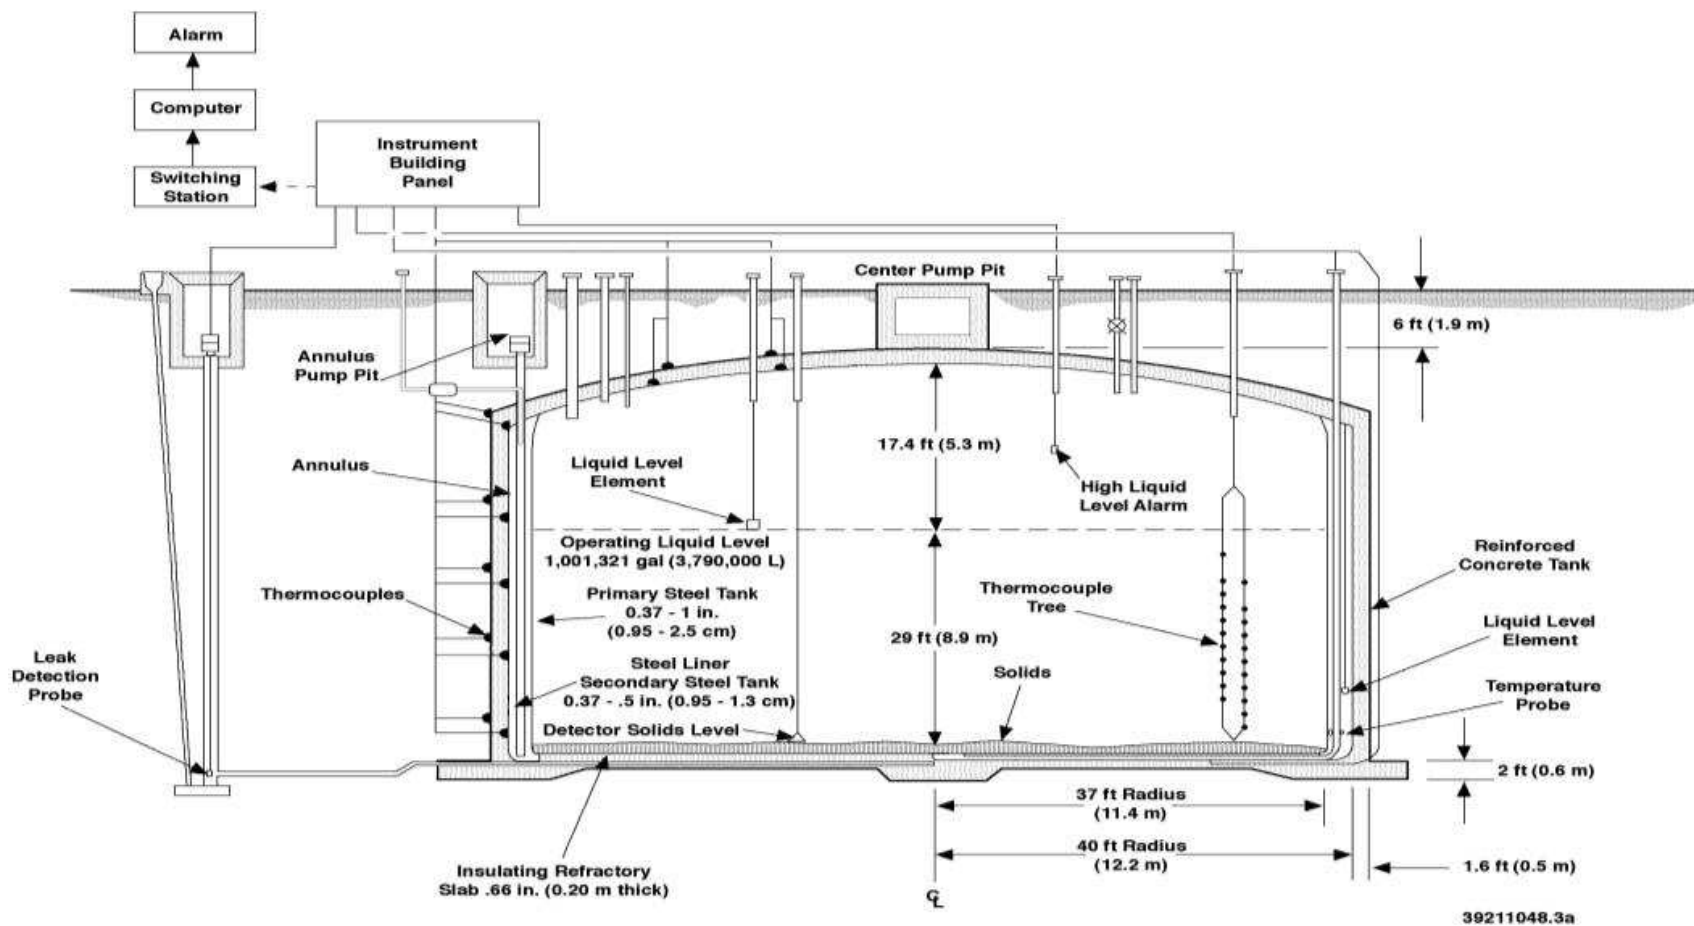 Alarm
Computer
Switching
Station
Instrument
Building
Panel
Center Pump Pit
6 ft (1.9 m)
Annulus
Pump Pit
17.4 ft (5.3 m)
Annulus
Liquid Level
Element
High Liquid
Level Alarm
Operating Liquid Level
1,001,321 gal (3,790,000 L)
Reinforced
Concrete Tank
Thermocouples
Primary Steel Tank
0.37 - 1 in.
(0.95 - 2.5 cm)
Thermocouple
Tree
29 ft (8.9 m)
Liquid Level
Element
Leak
Detection
Probe
Steel Liner
Secondary Steel Tank
0.37 - .5 in. (0.95 - 1.3 cm)
Solids
Temperature
Probe
Detector Solids Level
2 ft (0.6 m)
37 ft Radius
(11.4 m)
40 ft Radius
(12.2 m)
1.6 ft (0.5 m)
Insulating Refractory
Slab .66 in. (0.20 m thick)
℄
39211048.3a